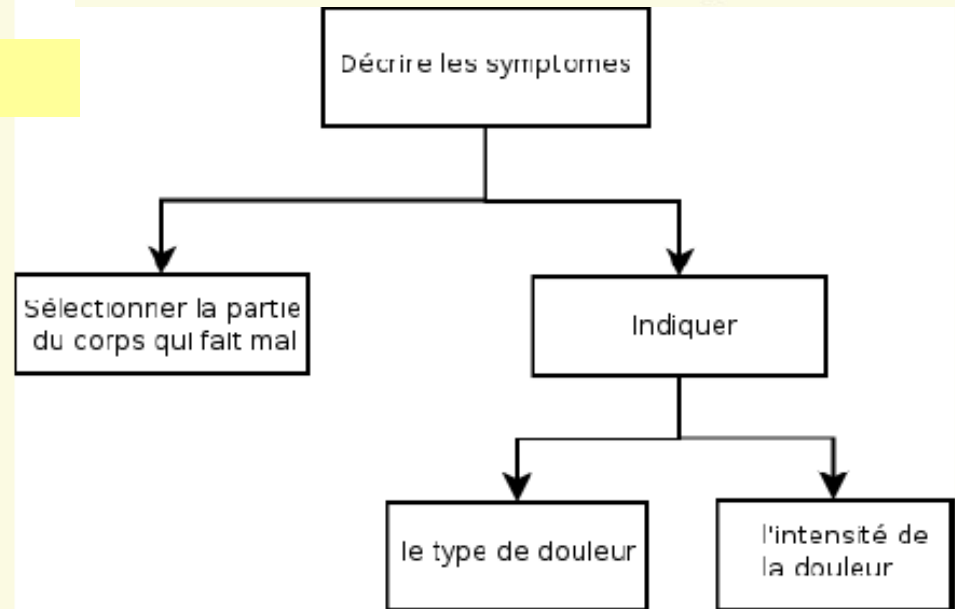 Décrire les symptomes
Sélectionner la partie
du corps qui fait mal
Indiquer
le type de douleur
l'intensité de
la douleur